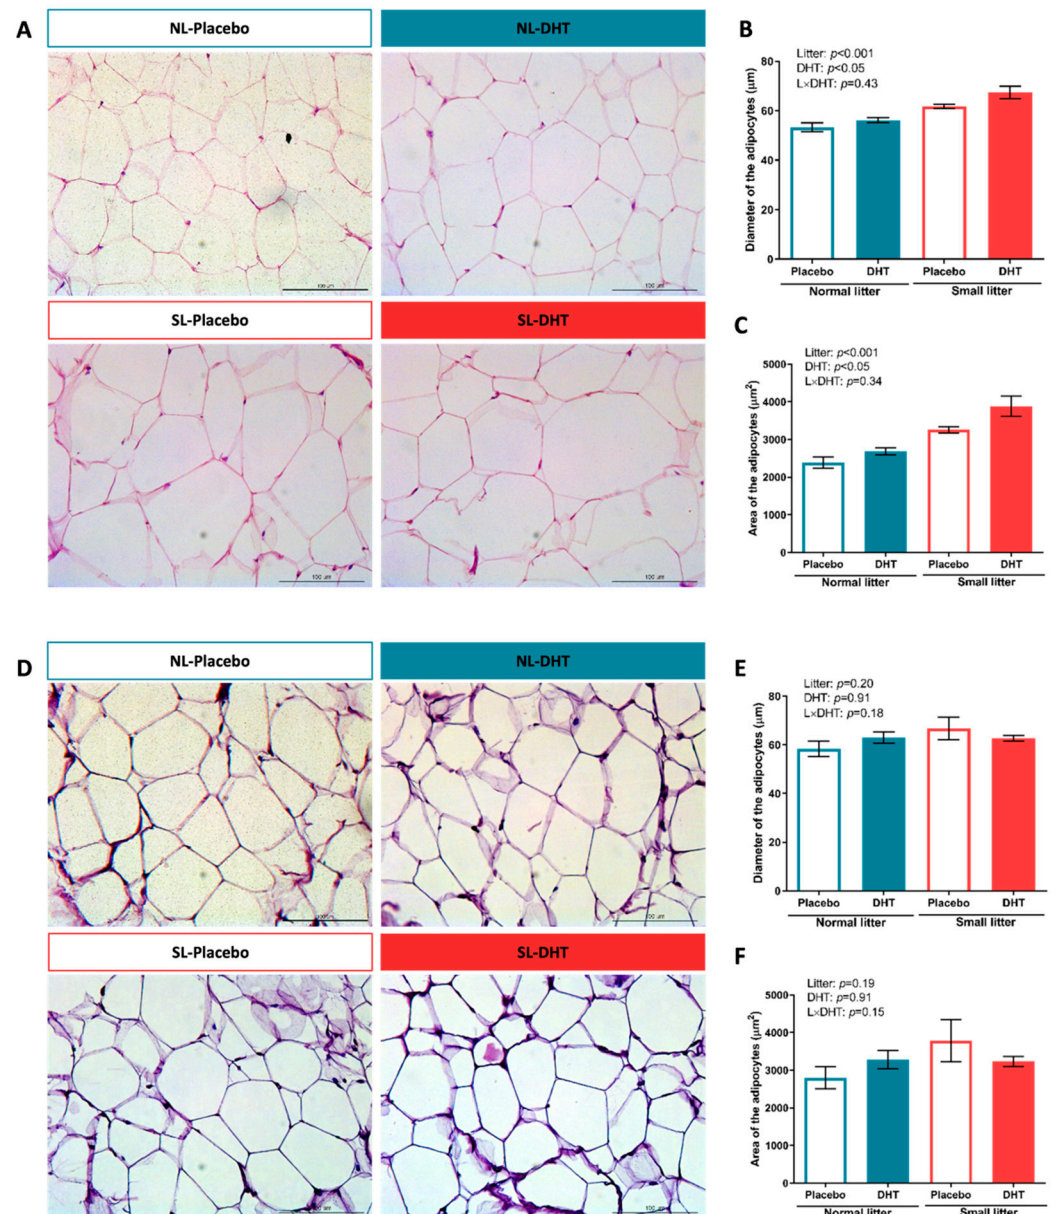 A
NL-Placebo
NL-DHT
100 µm
100 µm
SL-Placebo
SL-DHT
100 µm
100 µm
B
Litter: p<0.001
DHT: p<0.05
L×DHT: p=0.43
Diameter of the adipocytes (µm)
80
60
40
20
0
Placebo
DHT
Placebo
DHT
Normal litter
Small litter
C
Litter: p<0.001
DHT: p<0.05
L×DHT: p=0.34
Area of the adipocytes (µm²)
5000
4000
3000
2000
1000
0
Placebo
DHT
Placebo
DHT
Normal litter
Small litter
D
NL-Placebo
NL-DHT
100 µm
SL-Placebo
SL-DHT
E
Litter: p=0.20
DHT: p=0.91
L×DHT: p=0.18
Diameter of the adipocytes (µm)
80
60
40
20
0
Placebo
DHT
Placebo
DHT
Normal litter
Small litter
F
Litter: p=0.19
DHT: p=0.91
L×DHT: p=0.15
Area of the adipocytes (µm²)
5000
4000
3000
2000
1000
0
Placebo
DHT
Placebo
DHT
Normal litter
Small litter